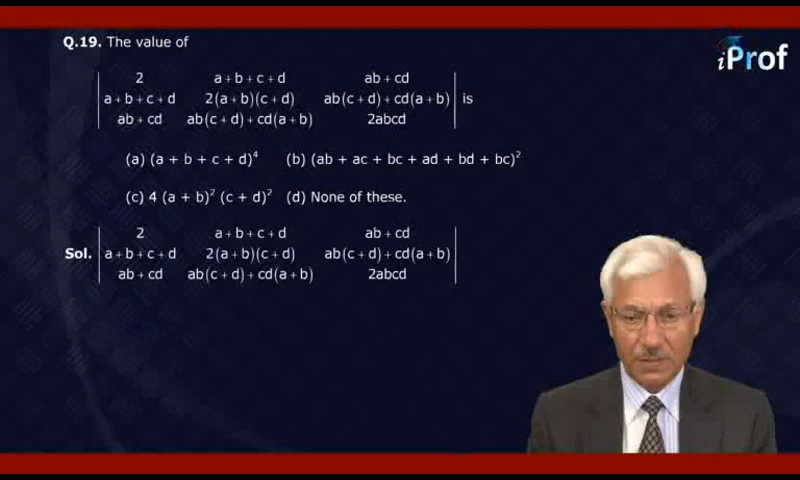 Q.19. The value of
iProf
| 2 a + b + c + d ab + cd |
| a + b + c + d 2(a + b)(c + d) ab(c + d) + cd(a + b) | is
| ab + cd ab(c + d) + cd(a + b) 2abcd |
(a) (a + b + c + d)⁴ (b) (ab + ac + bc + ad + bd + bc)²
(c) 4 (a + b)² (c + d)² (d) None of these.
| 2 a + b + c + d ab + cd |
Sol. | a + b + c + d 2(a + b)(c + d) ab(c + d) + cd(a + b) |
| ab + cd ab(c + d) + cd(a + b) 2abcd |